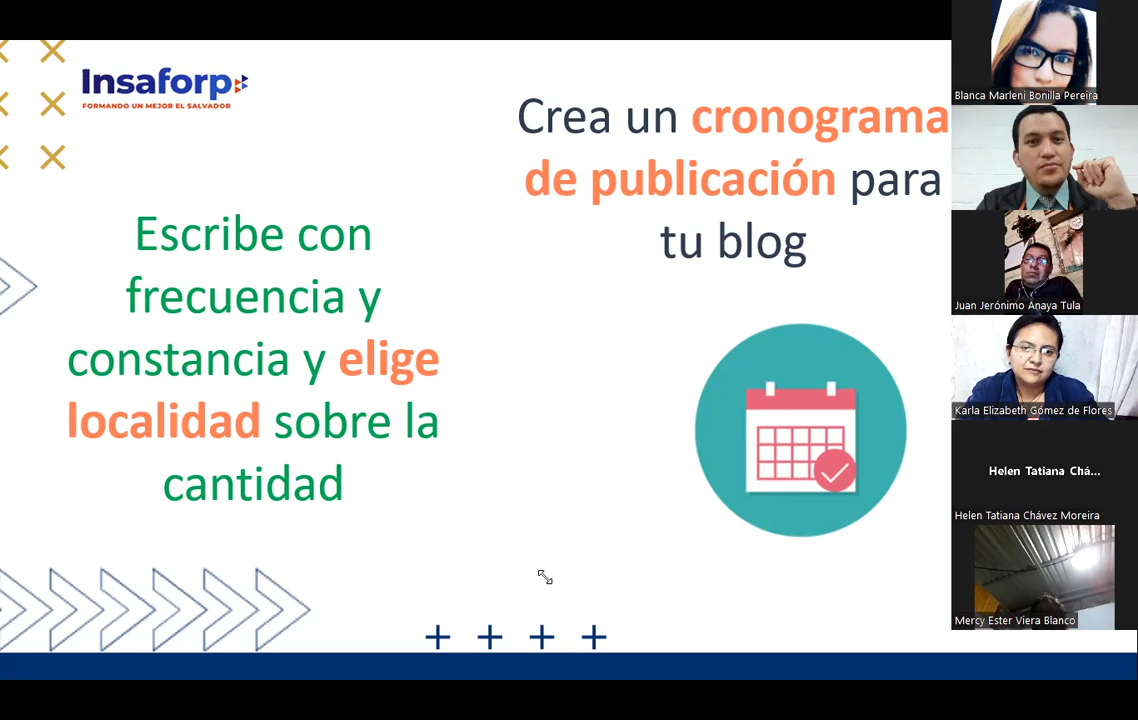 Insaforp
FORMANDO UN MEJOR EL SALVADOR
Crea un cronograma
de publicación para
tu blog
Escribe con
frecuencia y
constancia y elige
localidad sobre la
cantidad
Blanca Marleni Bonilla Pereira
Juan Jerónimo Anaya Tula
Karla Elizabeth Gómez de Flores
Helen Tatiana Chá...
Helen Tatiana Chávez Moreira
Mercy Ester Viera Blanco